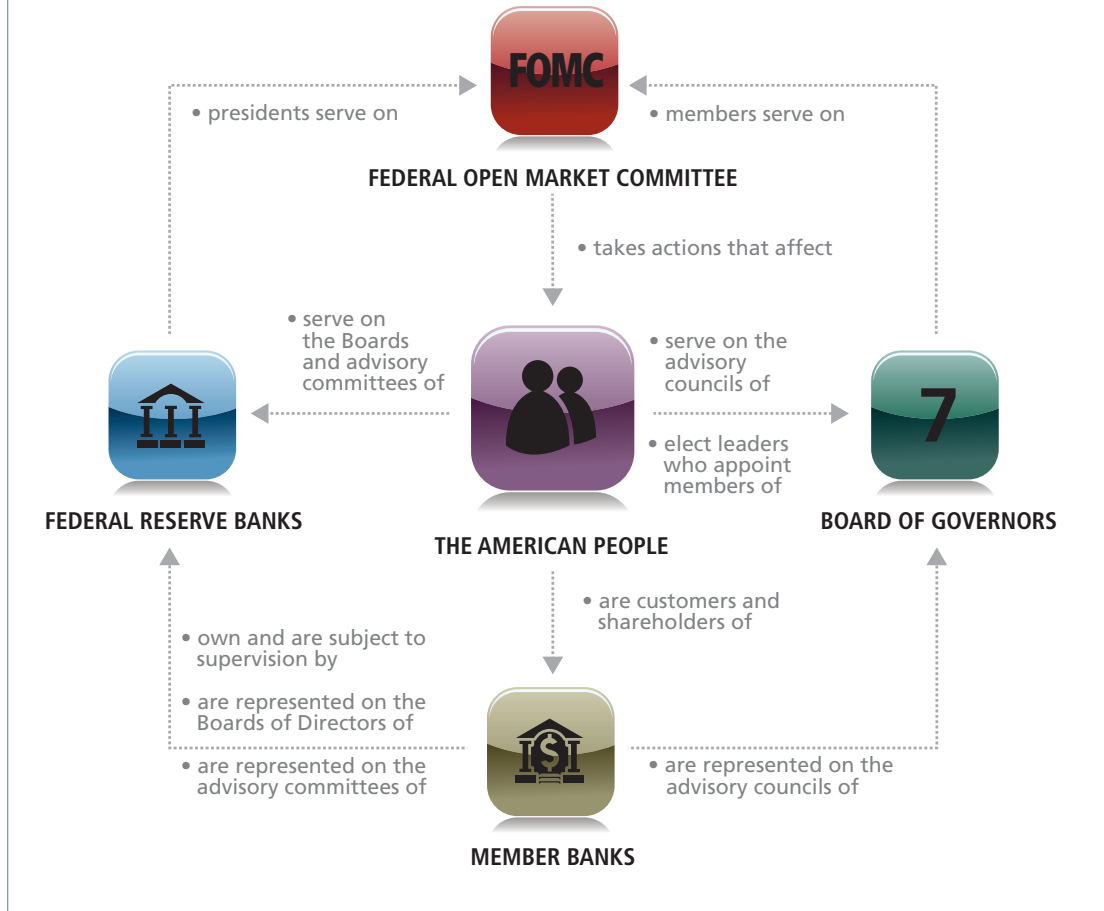 FOMC
• presidents serve on
• members serve on
FEDERAL OPEN MARKET COMMITTEE
• takes actions that affect
• serve on
the Boards
and advisory
committees of
• serve on the
advisory
councils of
7
• elect leaders
who appoint
members of
FEDERAL RESERVE BANKS
BOARD OF GOVERNORS
THE AMERICAN PEOPLE
• are customers and
shareholders of
• own and are subject to
supervision by
• are represented on the
Boards of Directors of
• are represented on the
advisory committees of
$
• are represented on the
advisory councils of
MEMBER BANKS